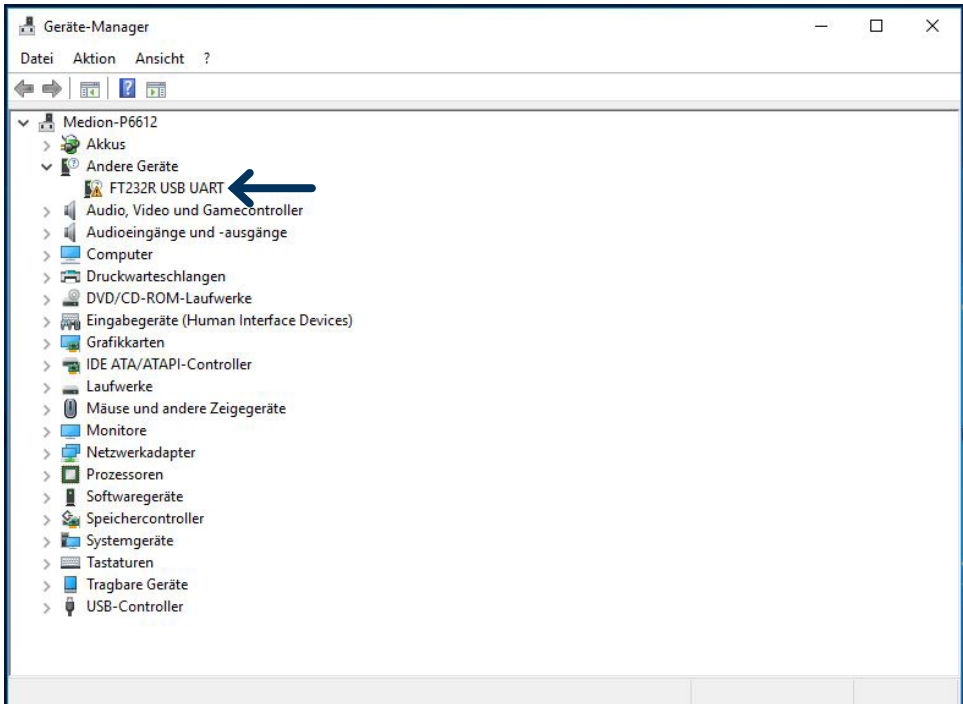 Geräte-Manager
Datei Aktion Ansicht ?
Medion-P6612
Akkus
Andere Geräte
FT232R USB UART
Audio, Video und Gamecontroller
Audioeingänge und -ausgänge
Computer
Druckwarteschlangen
DVD/CD-ROM-Laufwerke
Eingabegeräte (Human Interface Devices)
Grafikkarten
IDE ATA/ATAPI-Controller
Laufwerke
Mäuse und andere Zeigegeräte
Monitore
Netzwerkadapter
Prozessoren
Softwaregeräte
Speichercontroller
Systemgeräte
Tastaturen
Tragbare Geräte
USB-Controller